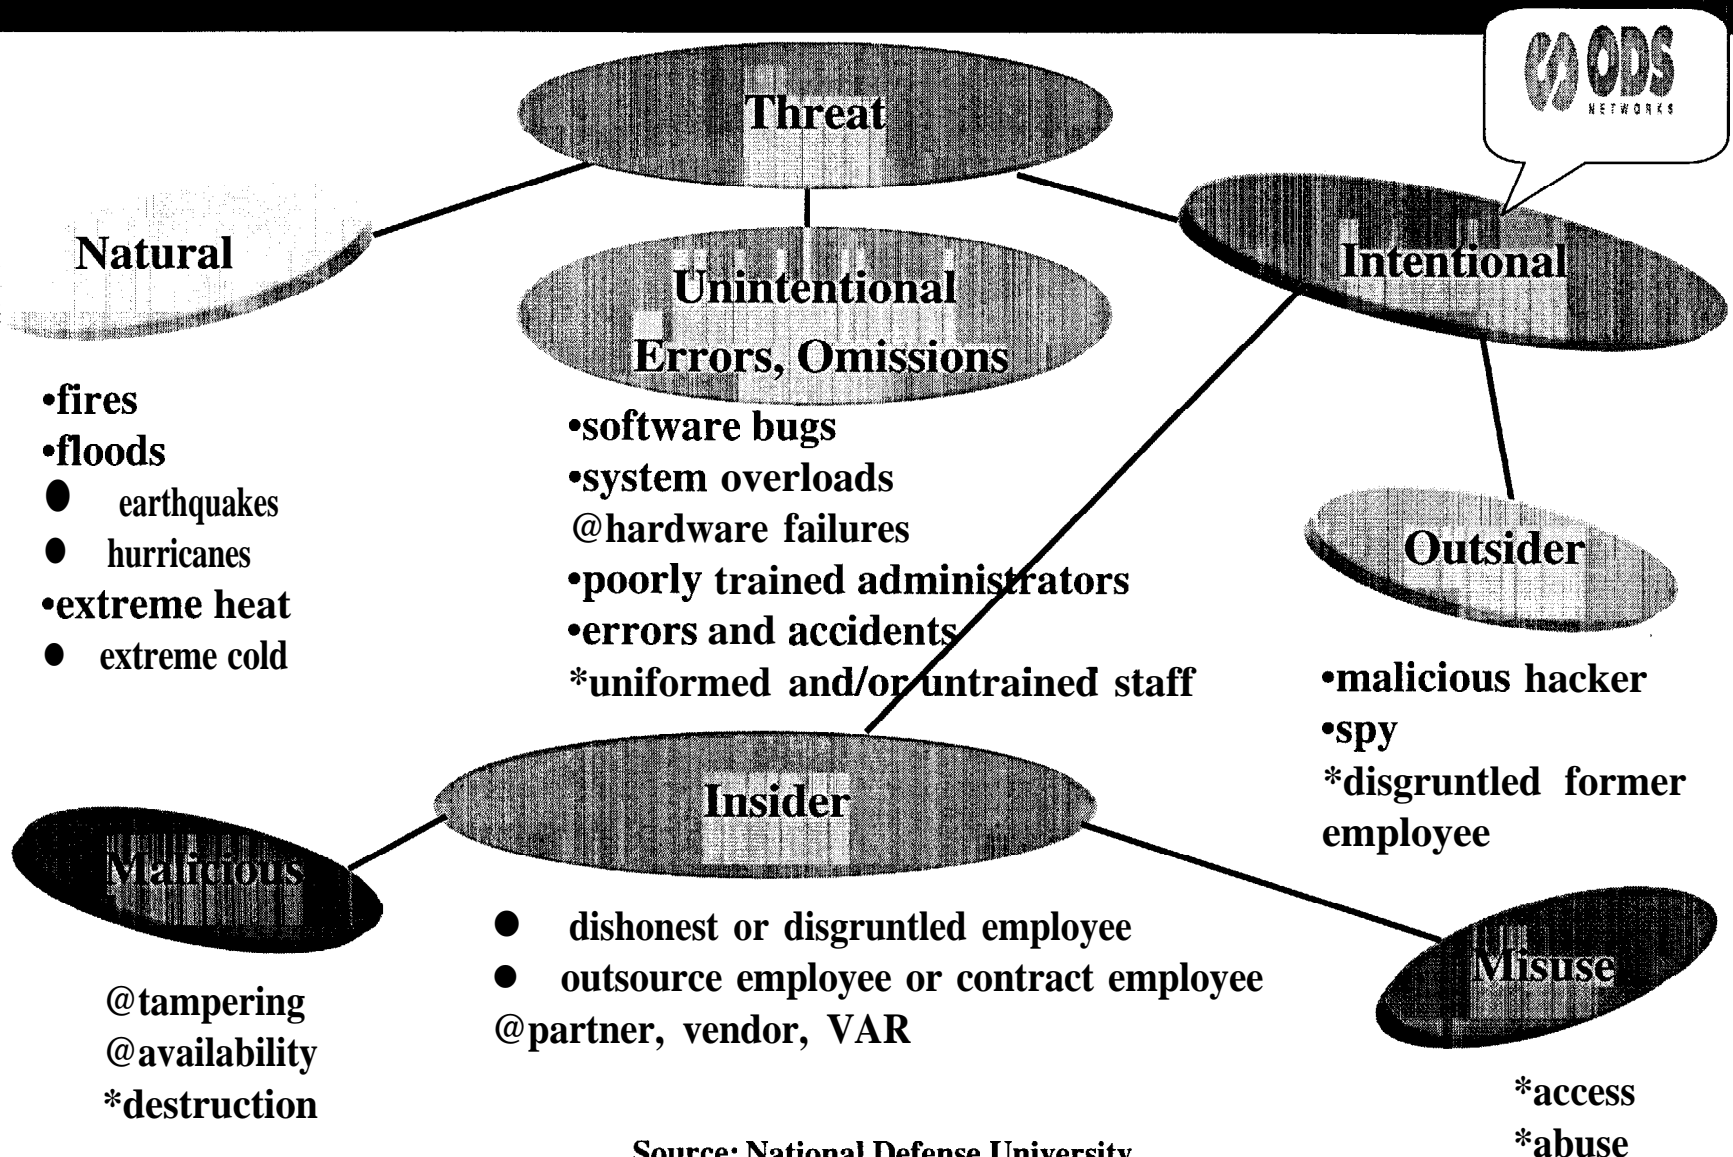 ODS
NETWORKS
Threat
Natural
Unintentional
Errors, Omissions
Intentional
•fires
•floods
● earthquakes
● hurricanes
•extreme heat
● extreme cold
•software bugs
•system overloads
@hardware failures
•poorly trained administrators
•errors and accidents
*uniformed and/or untrained staff
Outsider
•malicious hacker
•spy
*disgruntled former
employee
Insider
Malicious
● dishonest or disgruntled employee
● outsource employee or contract employee
@partner, vendor, VAR
Misuse
@tampering
@availability
*destruction
*access
*abuse
Source: National Defense University